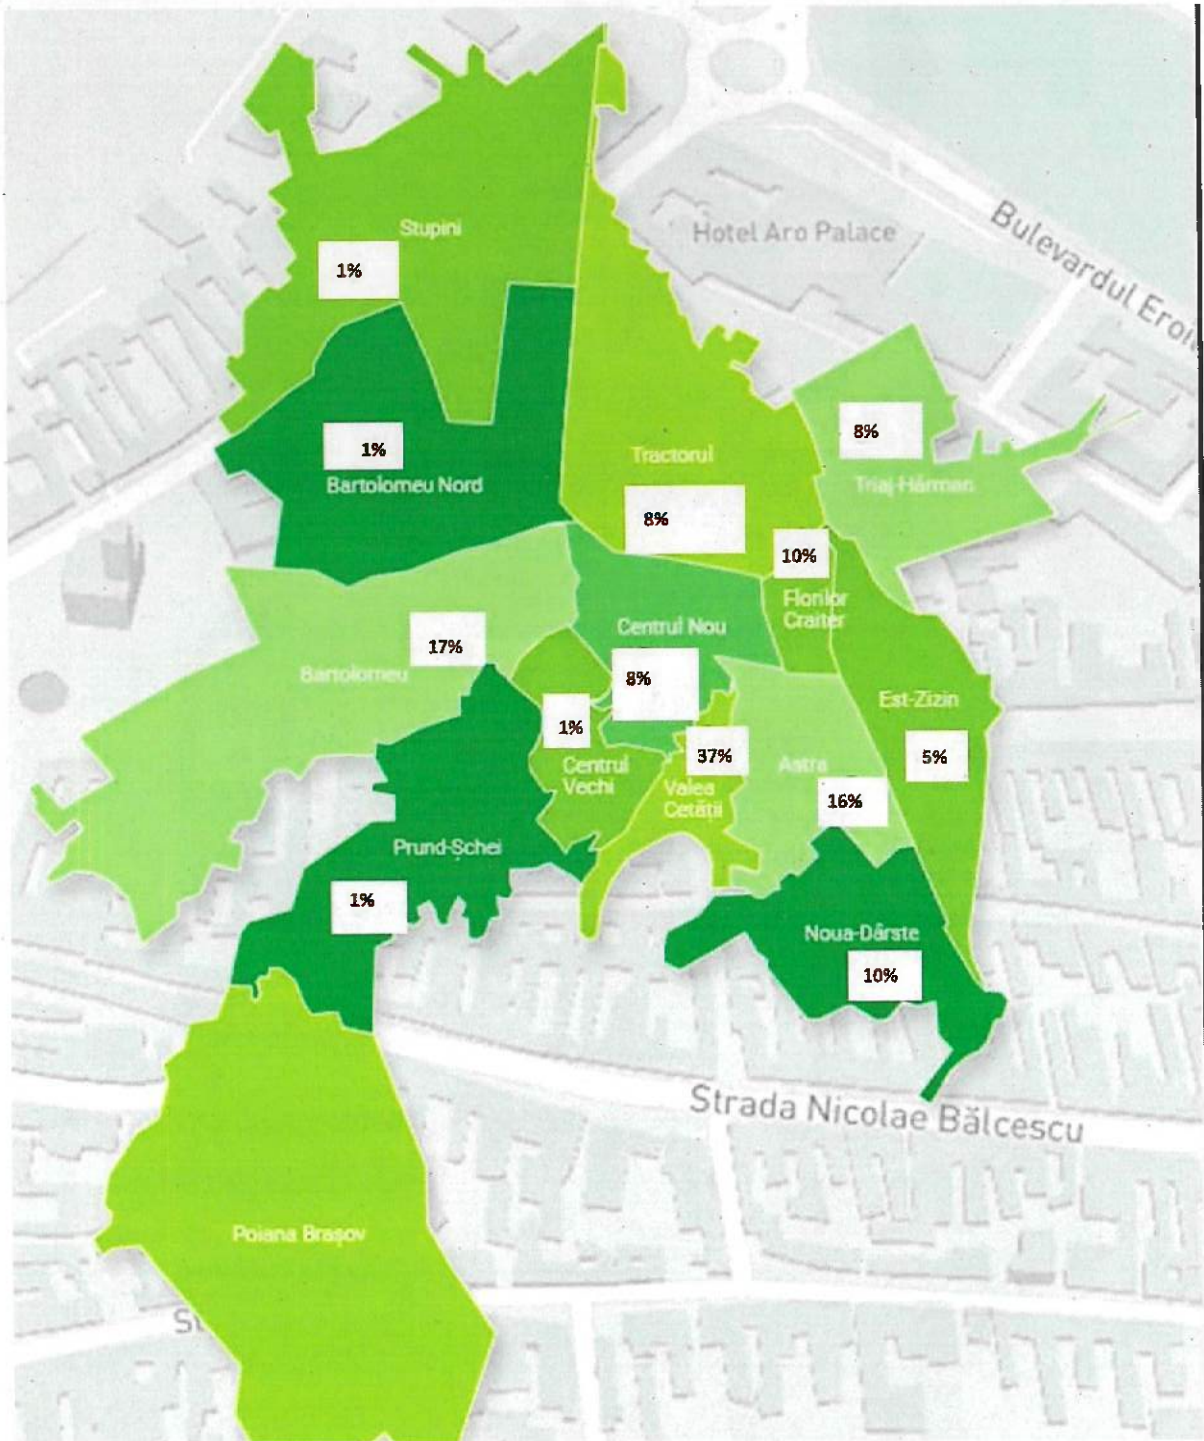 Bulevardul Eroil
Hotel Aro Palace
Stupini
1%
8%
Tractorul
1%
Triaj-Hărman
Bartolomeu Nord
8%
10%
Florilor
Craiter
Centrul Nou
17%
Bartolomeu
8%
Est-Zizin
1%
37%
5%
Centrul
Vechi
Astra
Valea
Cetății
16%
Prund-Șchei
1%
Noua-Dârste
10%
Strada Nicolae Bălcescu
Poiana Brașov